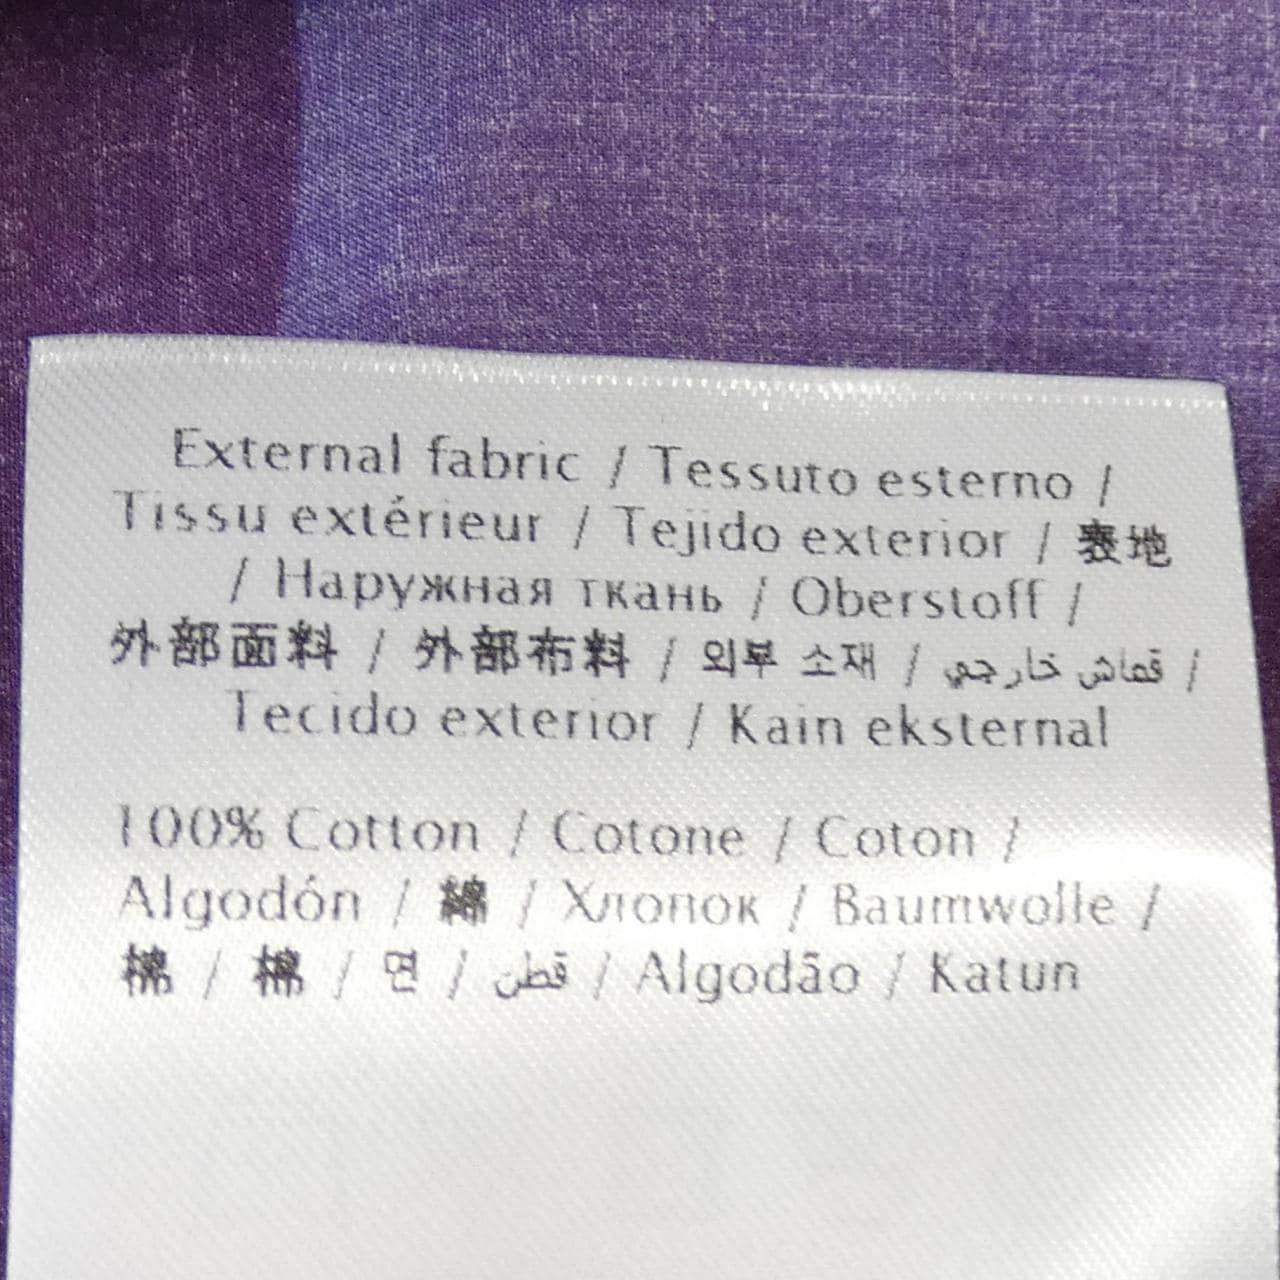 External fabric / Tessuto esterno /
Tissu extérieur / Tejido exterior / 表地
/ Наружная ткань / Oberstoff /
外部面料 / 外部布料 / 외부 소재 / قماش خارجي /
Tecido exterior / Kain eksternal
100% Cotton / Cotone / Coton /
Algodón / 綿 / Хлопок / Baumwolle /
棉 / 棉 / 면 / قطن / Algodão / Katun